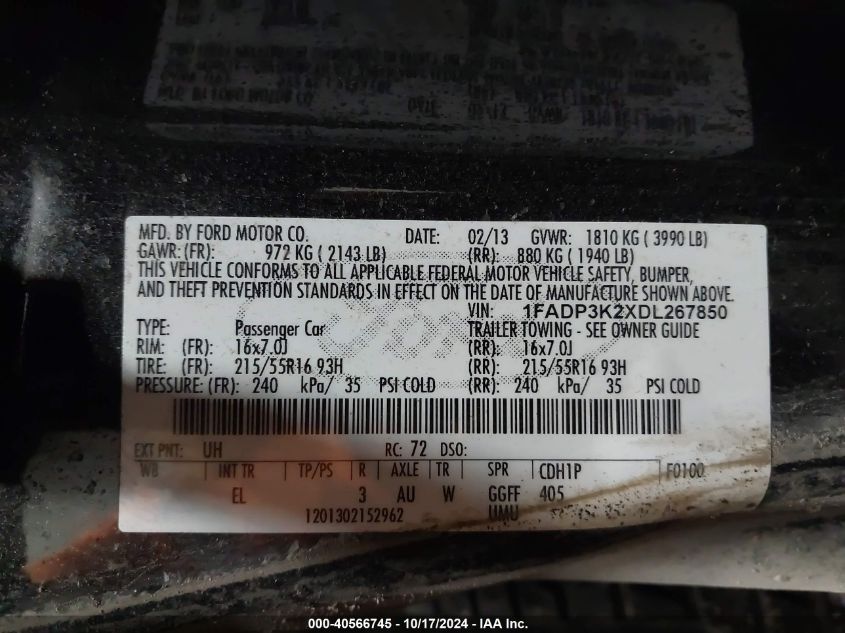 MFD. BY FORD MOTOR CO. DATE: 02/13 GVWR: 1810 KG ( 3990 LB)
GAWR: (FR): 972 KG ( 2143 LB) (RR): 880 KG ( 1940 LB)
THIS VEHICLE CONFORMS TO ALL APPLICABLE FEDERAL MOTOR VEHICLE SAFETY, BUMPER,
AND THEFT PREVENTION STANDARDS IN EFFECT ON THE DATE OF MANUFACTURE SHOWN ABOVE.
VIN: 1FADP3K2XDL267850
TYPE: Passenger Car TRAILER TOWING - SEE OWNER GUIDE
RIM: (FR): 16x7.0J (RR): 16x7.0J
TIRE: (FR): 215/55R16 93H (RR): 215/55R16 93H
PRESSURE: (FR): 240 kPa/ 35 PSI COLD (RR): 240 kPa/ 35 PSI COLD
EXT PNT: UH RC: 72 DSO:
WB INT TR TP/PS R AXLE TR SPR CDH1P F0100
EL 3 AU W GGFF 405
1201302152962 UMU
000-40566745 - 10/17/2024 - IAA Inc.